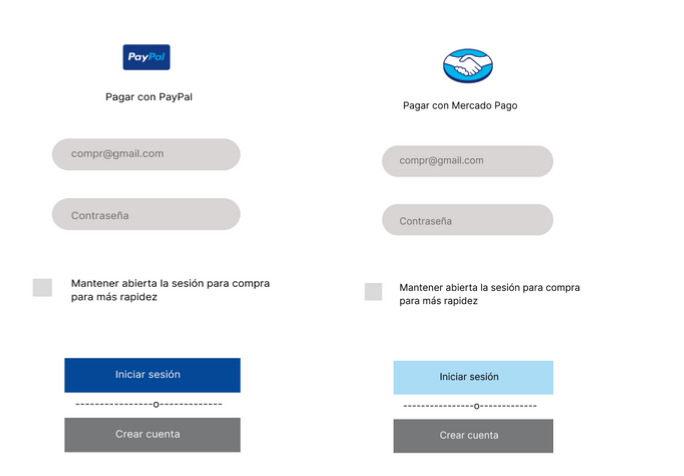 PayPal
Pagar con PayPal
compr@gmail.com
Contraseña
Mantener abierta la sesión para compra
para más rapidez
Iniciar sesión
----------------o-------------
Crear cuenta
Pagar con Mercado Pago
compr@gmail.com
Contraseña
Mantener abierta la sesión para compra
para más rapidez
Iniciar sesión
----------------o-------------
Crear cuenta